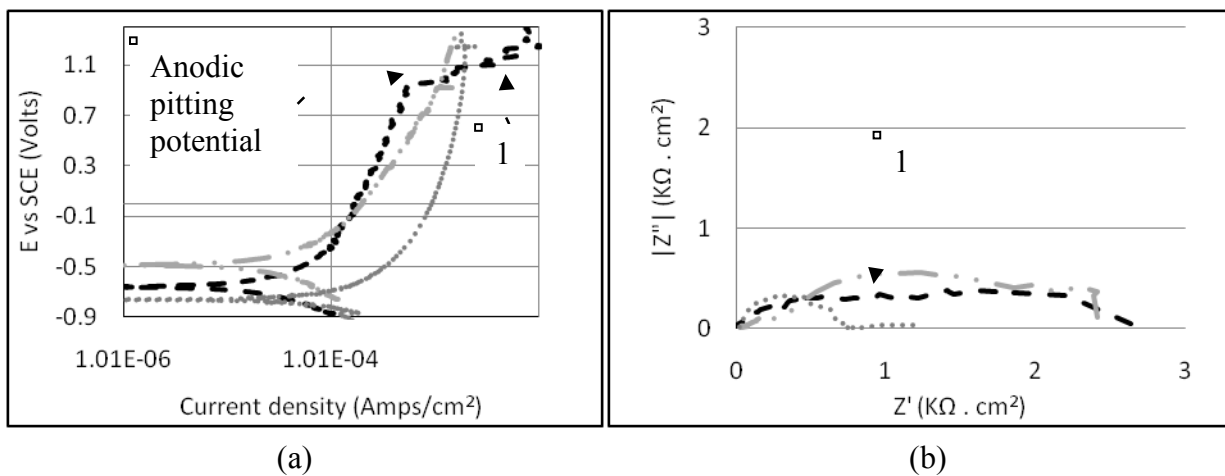 E vs SCE (Volts)
1.1
0.7
0.3
-0.1
-0.5
-0.9
Anodic
pitting
potential
1
1.01E-06
1.01E-04
Current density (Amps/cm²)
(a)
|Z"| (KΩ . cm²)
3
2
1
0
1
0
1
2
3
Z' (KΩ . cm²)
(b)